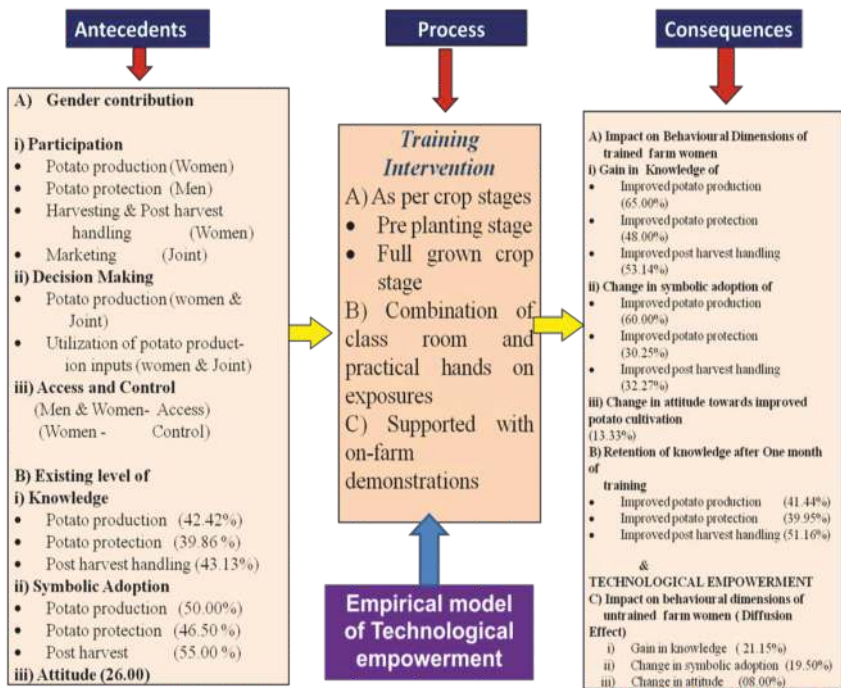 Antecedents
A) Gender contribution
i) Participation
• Potato production (Women)
• Potato protection (Men)
• Harvesting & Post harvest
handling (Women)
• Marketing (Joint)
ii) Decision Making
• Potato production (women &
Joint)
• Utilization of potato product-
ion inputs (women & Joint)
iii) Access and Control
(Men & Women- Access)
(Women - Control)
B) Existing level of
i) Knowledge
• Potato production (42.42%)
• Potato protection (39.86 %)
• Post harvest handling (43.13%)
ii) Symbolic Adoption
• Potato production (50.00%)
• Potato protection (46.50 %)
• Post harvest (55.00 %)
iii) Attitude (26.00)
Process
Training
Intervention
A) As per crop stages
• Pre planting stage
• Full grown crop
stage
B) Combination of
class room and
practical hands on
exposures
C) Supported with
on-farm
demonstrations
Empirical model
of Technological
empowerment
Consequences
A) Impact on Behavioural Dimensions of
trained farm women
i) Gain in Knowledge of
• Improved potato production
(65.00%)
• Improved potato protection
(48.00%)
• Improved post harvest handling
(53.14%)
ii) Change in symbolic adoption of
• Improved potato production
(60.00%)
• Improved potato protection
(30.25%)
• Improved post harvest handling
(32.27%)
iii) Change in attitude towards improved
potato cultivation
(13.33%)
B) Retention of knowledge after One month
of
training
• Improved potato production (41.44%)
• Improved potato protection (39.95%)
• Improved post harvest handling (51.16%)
&
TECHNOLOGICAL EMPOWERMENT
C) Impact on behavioural dimensions of
untrained farm women ( Diffusion
Effect)
i) Gain in knowledge ( 21.15%)
ii) Change in symbolic adoption (19.50%)
iii) Change in attitude (08.00%)